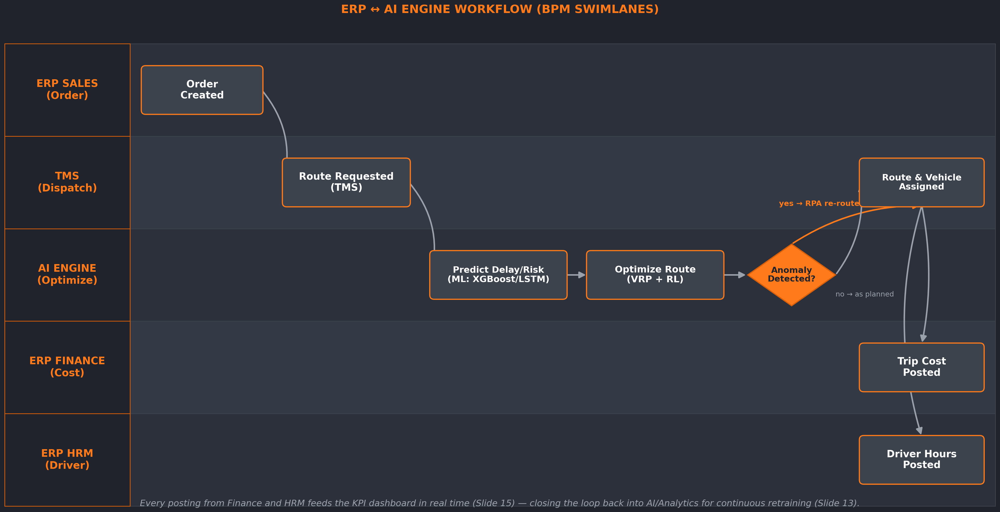 ERP ↔ AI ENGINE WORKFLOW (BPM SWIMLANES)
ERP SALES
(Order)
Order
Created
TMS
(Dispatch)
Route Requested
(TMS)
Route & Vehicle
Assigned
yes → RPA re-route
AI ENGINE
(Optimize)
Predict Delay/Risk
(ML: XGBoost/LSTM)
Optimize Route
(VRP + RL)
Anomaly
Detected?
no → as planned
ERP FINANCE
(Cost)
Trip Cost
Posted
ERP HRM
(Driver)
Driver Hours
Posted
Every posting from Finance and HRM feeds the KPI dashboard in real time (Slide 15) — closing the loop back into AI/Analytics for continuous retraining (Slide 13).